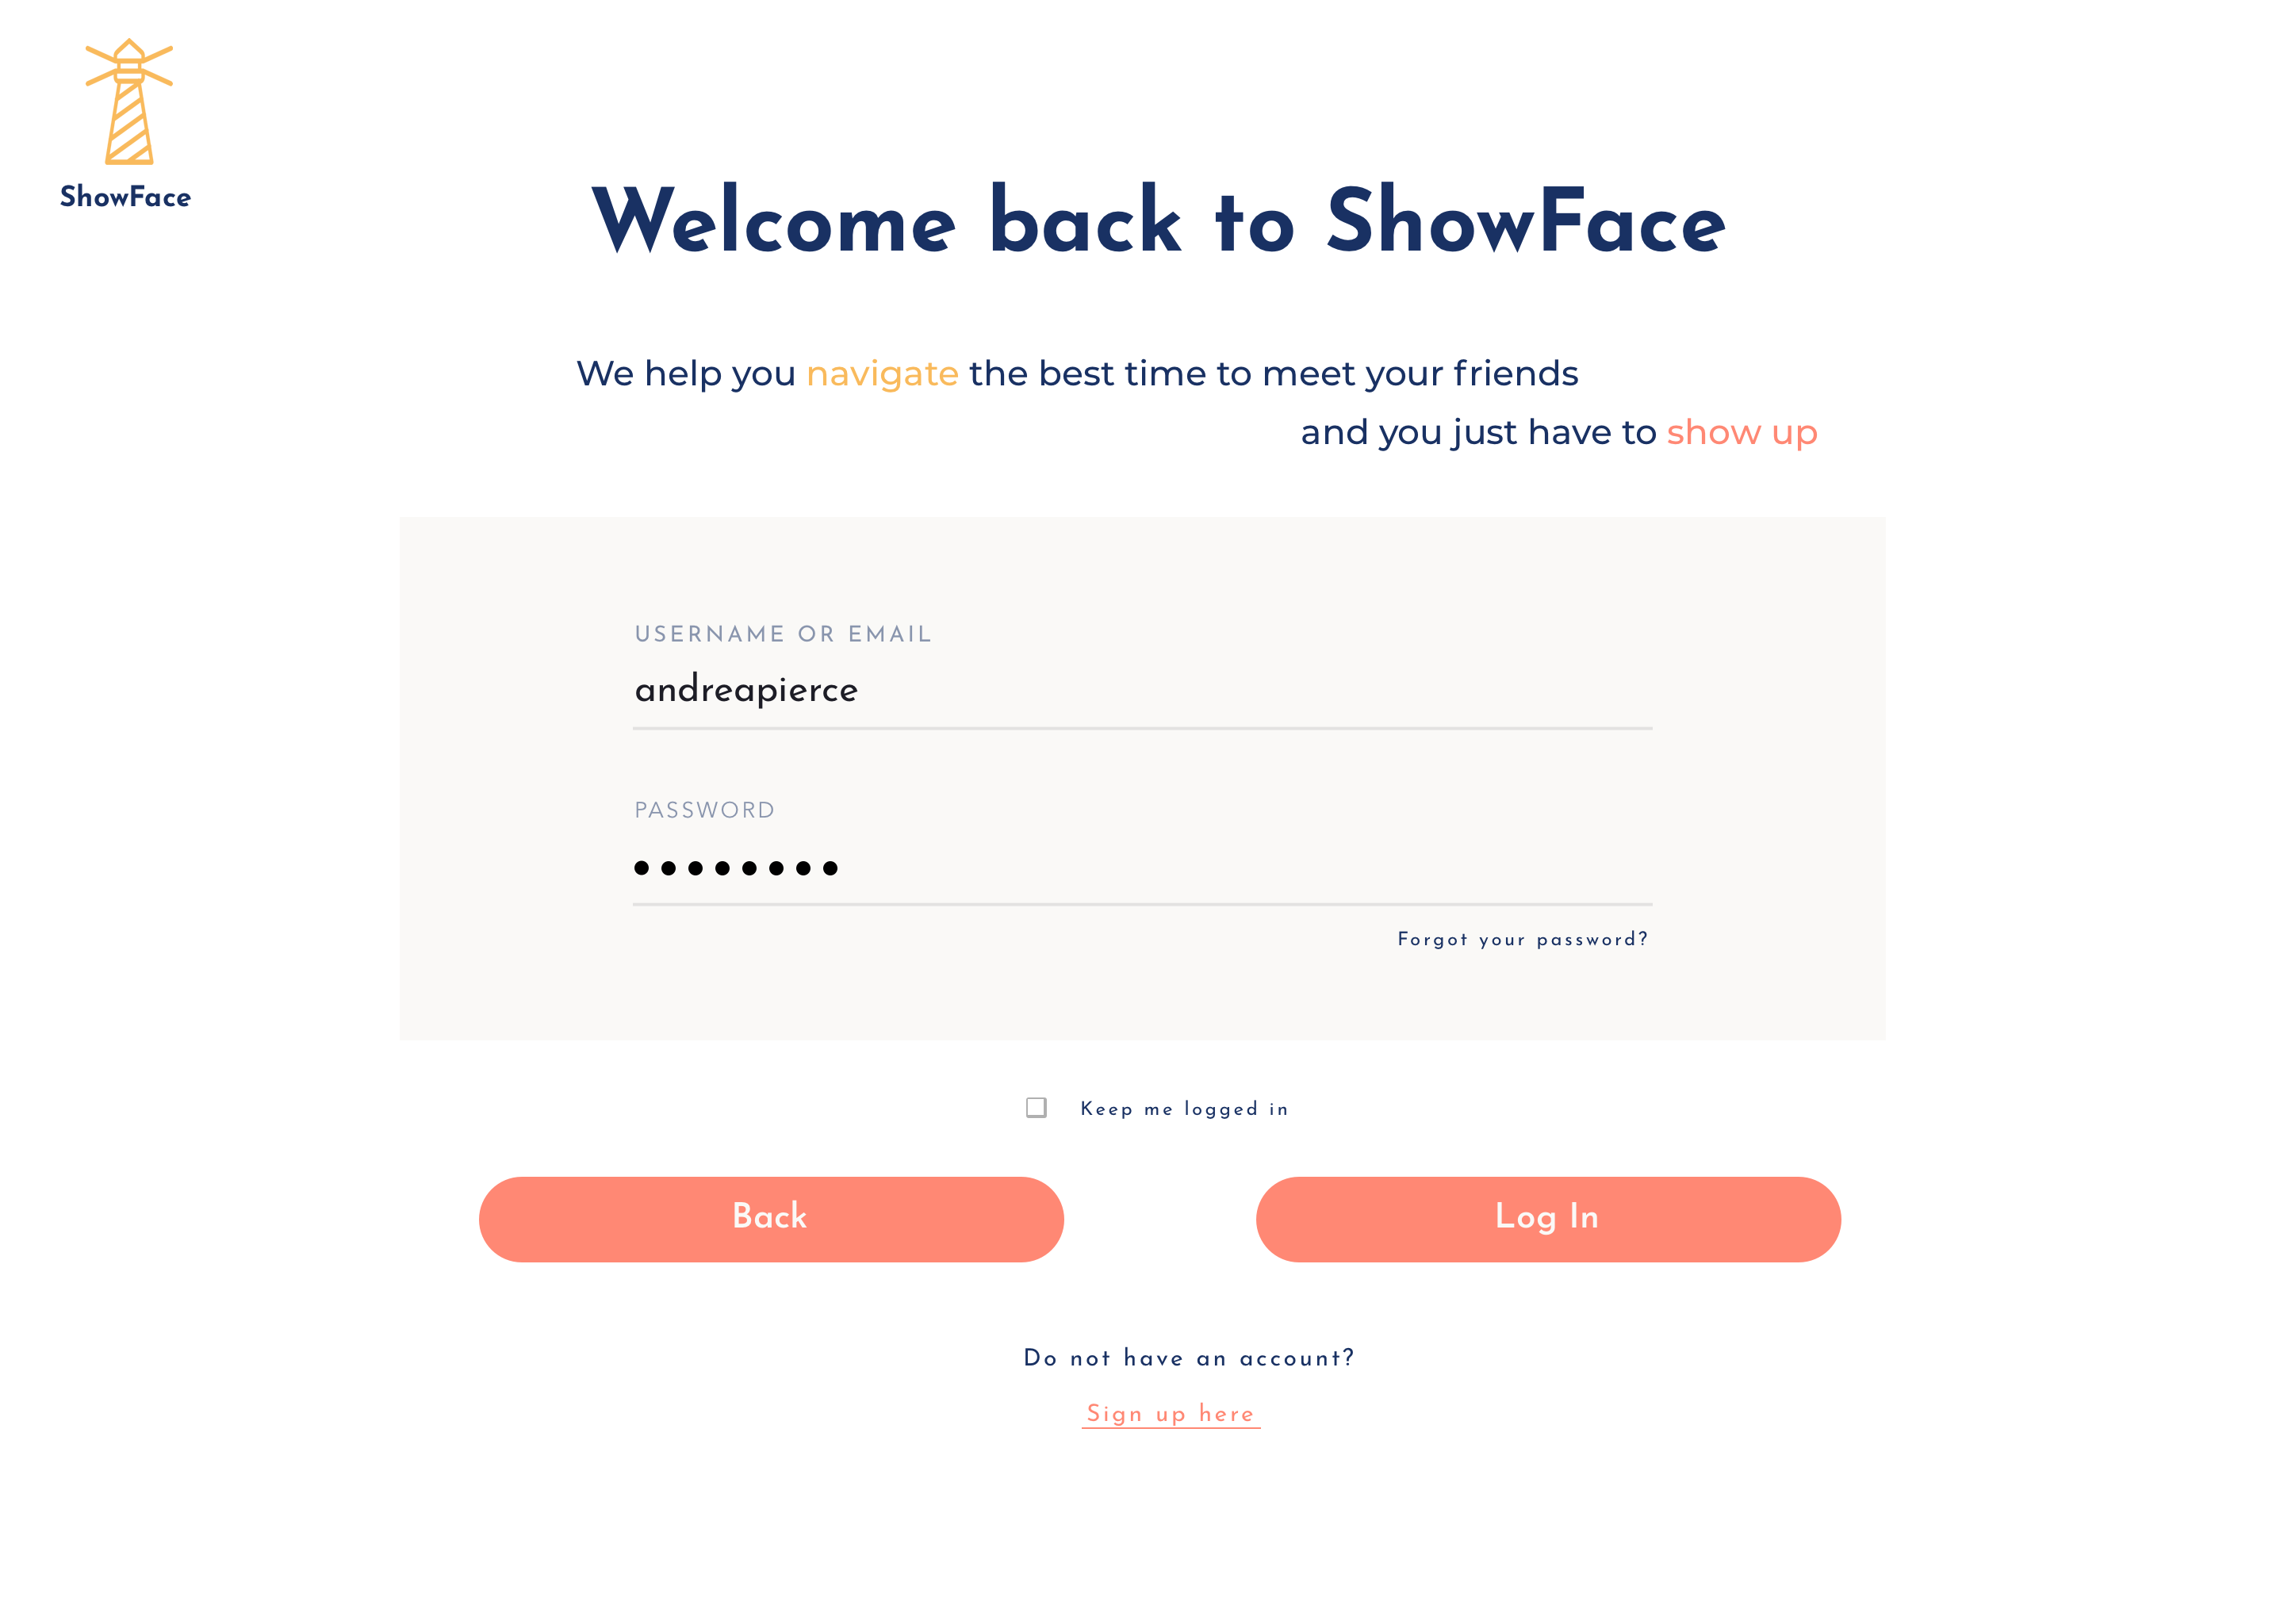 ShowFace
Welcome back to ShowFace
We help you navigate the best time to meet your friends
and you just have to show up
USERNAME OR EMAIL
andreapierce
PASSWORD
Forgot your password?
Keep me logged in
Back
Log In
Do not have an account?
Sign up here